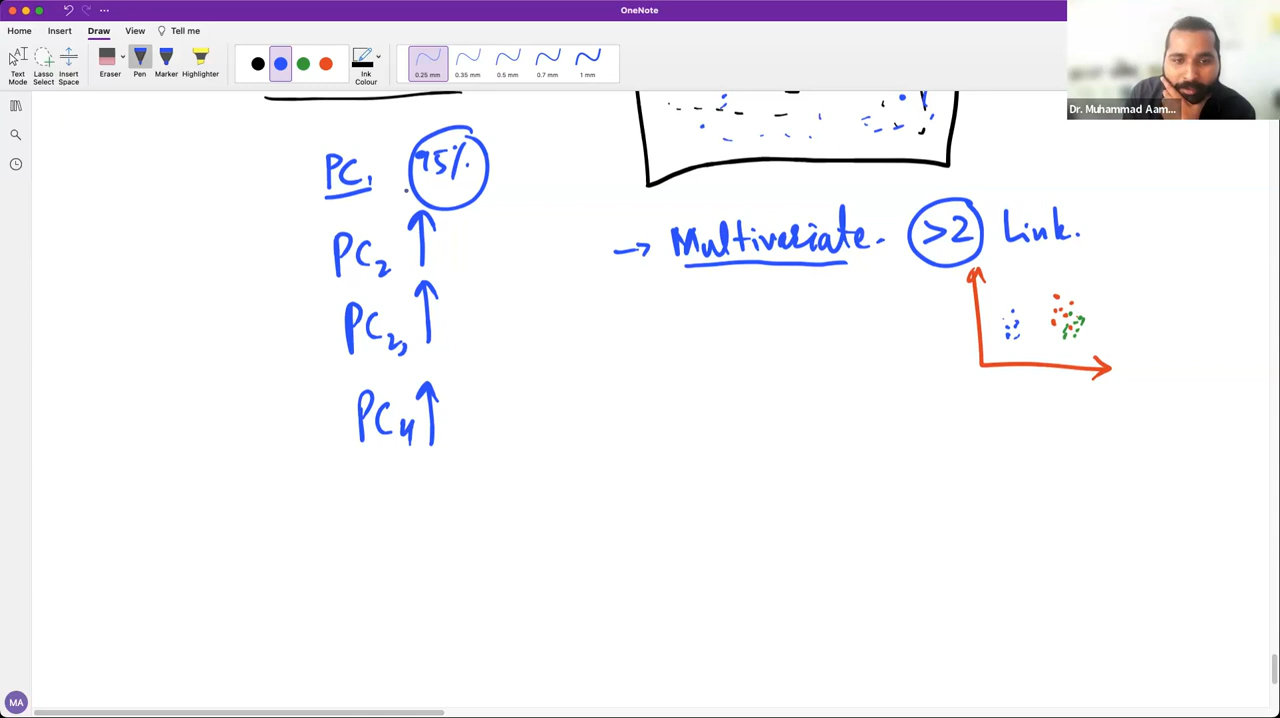 OneNote
Home Insert Draw View Tell me
Text Mode
Lasso Select
Insert Space
Eraser
Pen
Marker
Highlighter
Ink Colour
0.25 mm
0.35 mm
0.5 mm
0.7 mm
1 mm
Dr. Muhammad Aam...
PC1 95%
PC2
PC2,
PC4
→ Multivariate. >2 Link.
MA